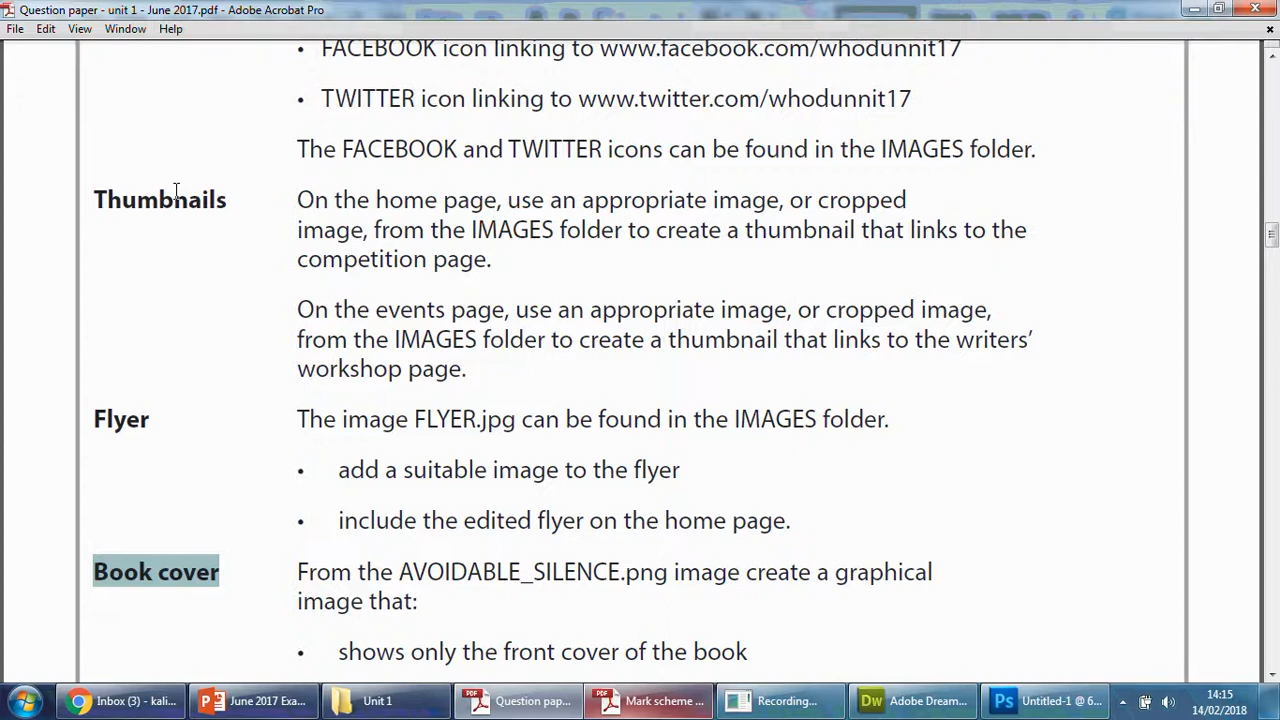 Question paper - unit 1 - June 2017.pdf - Adobe Acrobat Pro
File Edit View Window Help
• FACEBOOK icon linking to www.facebook.com/whodunnit17
• TWITTER icon linking to www.twitter.com/whodunnit17
The FACEBOOK and TWITTER icons can be found in the IMAGES folder.
Thumbnails On the home page, use an appropriate image, or cropped
image, from the IMAGES folder to create a thumbnail that links to the
competition page.
On the events page, use an appropriate image, or cropped image,
from the IMAGES folder to create a thumbnail that links to the writers’
workshop page.
Flyer The image FLYER.jpg can be found in the IMAGES folder.
• add a suitable image to the flyer
• include the edited flyer on the home page.
Book cover From the AVOIDABLE_SILENCE.png image create a graphical
image that:
• shows only the front cover of the book
Inbox (3) - kali... June 2017 Exa... Unit 1 Question pap... Mark scheme ... Recording... Adobe Dream... Untitled-1 @ 6... 14:15
14/02/2018